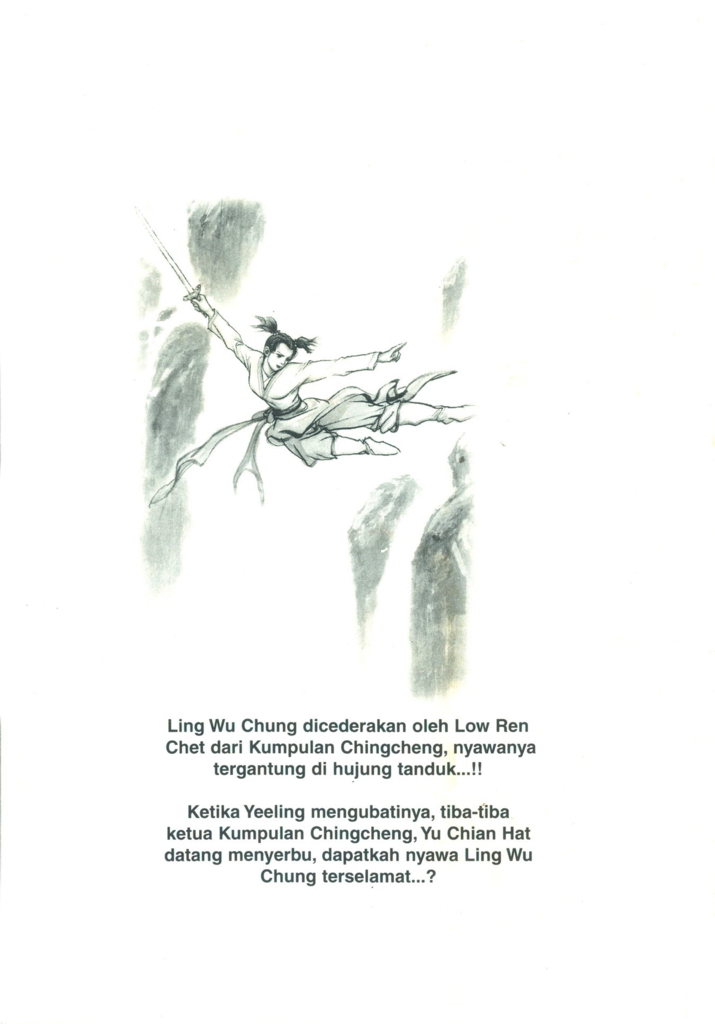 Ling Wu Chung dicederakan oleh Low Ren
Chet dari Kumpulan Chingcheng, nyawanya
tergantung di hujung tanduk...!!
Ketika Yeeling mengubatinya, tiba-tiba
ketua Kumpulan Chingcheng, Yu Chian Hat
datang menyerbu, dapatkah nyawa Ling Wu
Chung terselamat...?